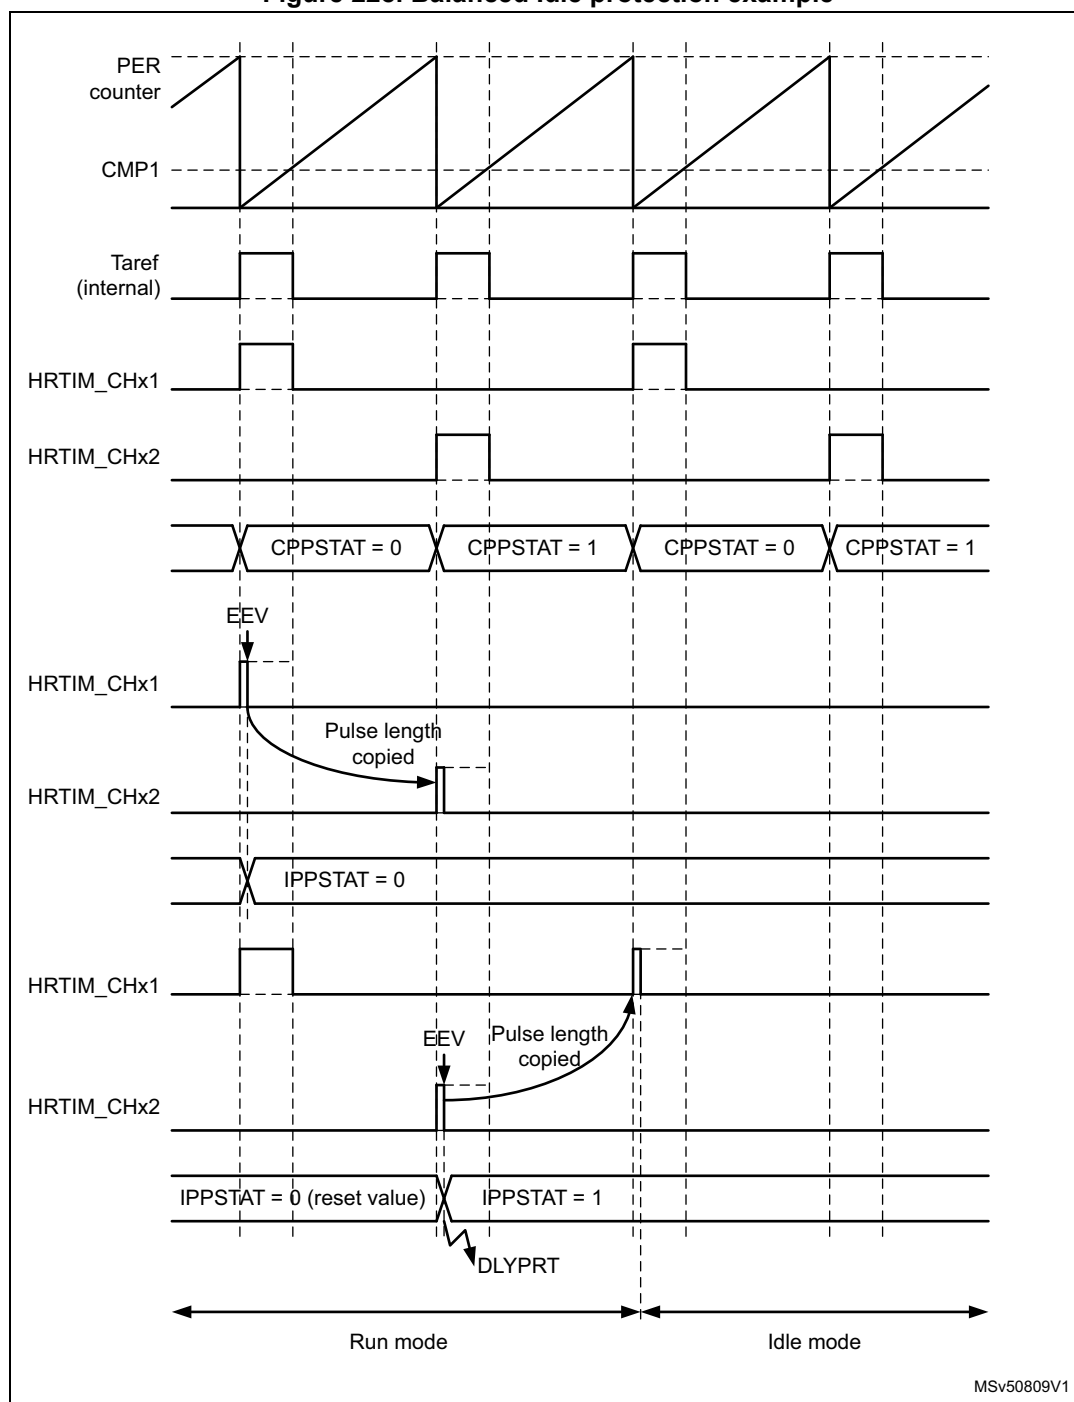 Figure 228. Balanced Idle protection example
PER
counter
CMP1
Taref
(internal)
HRTIM_CHx1
HRTIM_CHx2
CPPSTAT = 0
CPPSTAT = 1
CPPSTAT = 0
CPPSTAT = 1
EEV
HRTIM_CHx1
Pulse length
copied
HRTIM_CHx2
IPPSTAT = 0
HRTIM_CHx1
EEV
Pulse length
copied
HRTIM_CHx2
IPPSTAT = 0 (reset value)
IPPSTAT = 1
DLYPRT
Run mode
Idle mode
MSv50809V1